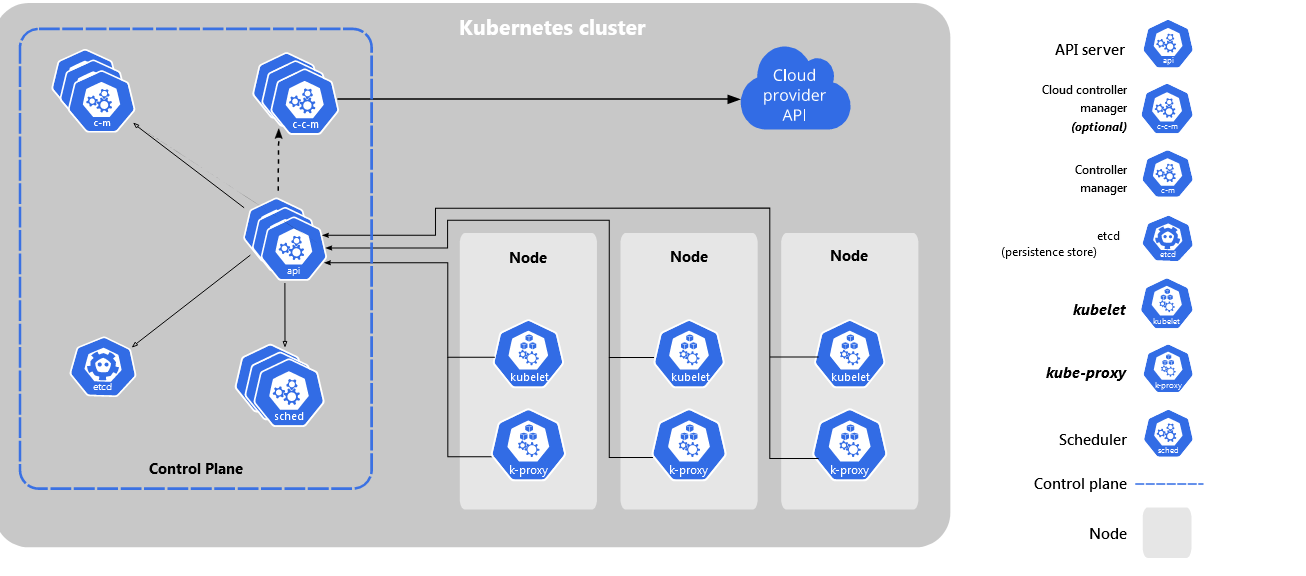 Kubernetes cluster
c-m
c-c-m
Cloud
provider
API
api
etcd
sched
Control Plane
Node
kubelet
k-proxy
Node
kubelet
k-proxy
Node
kubelet
k-proxy
API server
api
Cloud controller
manager
(optional)
c-c-m
Controller
manager
c-m
etcd
(persistence store)
etcd
kubelet
kubelet
kube-proxy
k-proxy
Scheduler
sched
Control plane
Node